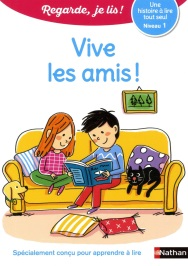 Regarde, je lis !
Une
histoire à lire
tout seul
Niveau 1
Vive
les amis !
Spécialement conçu pour apprendre à lire
Nathan